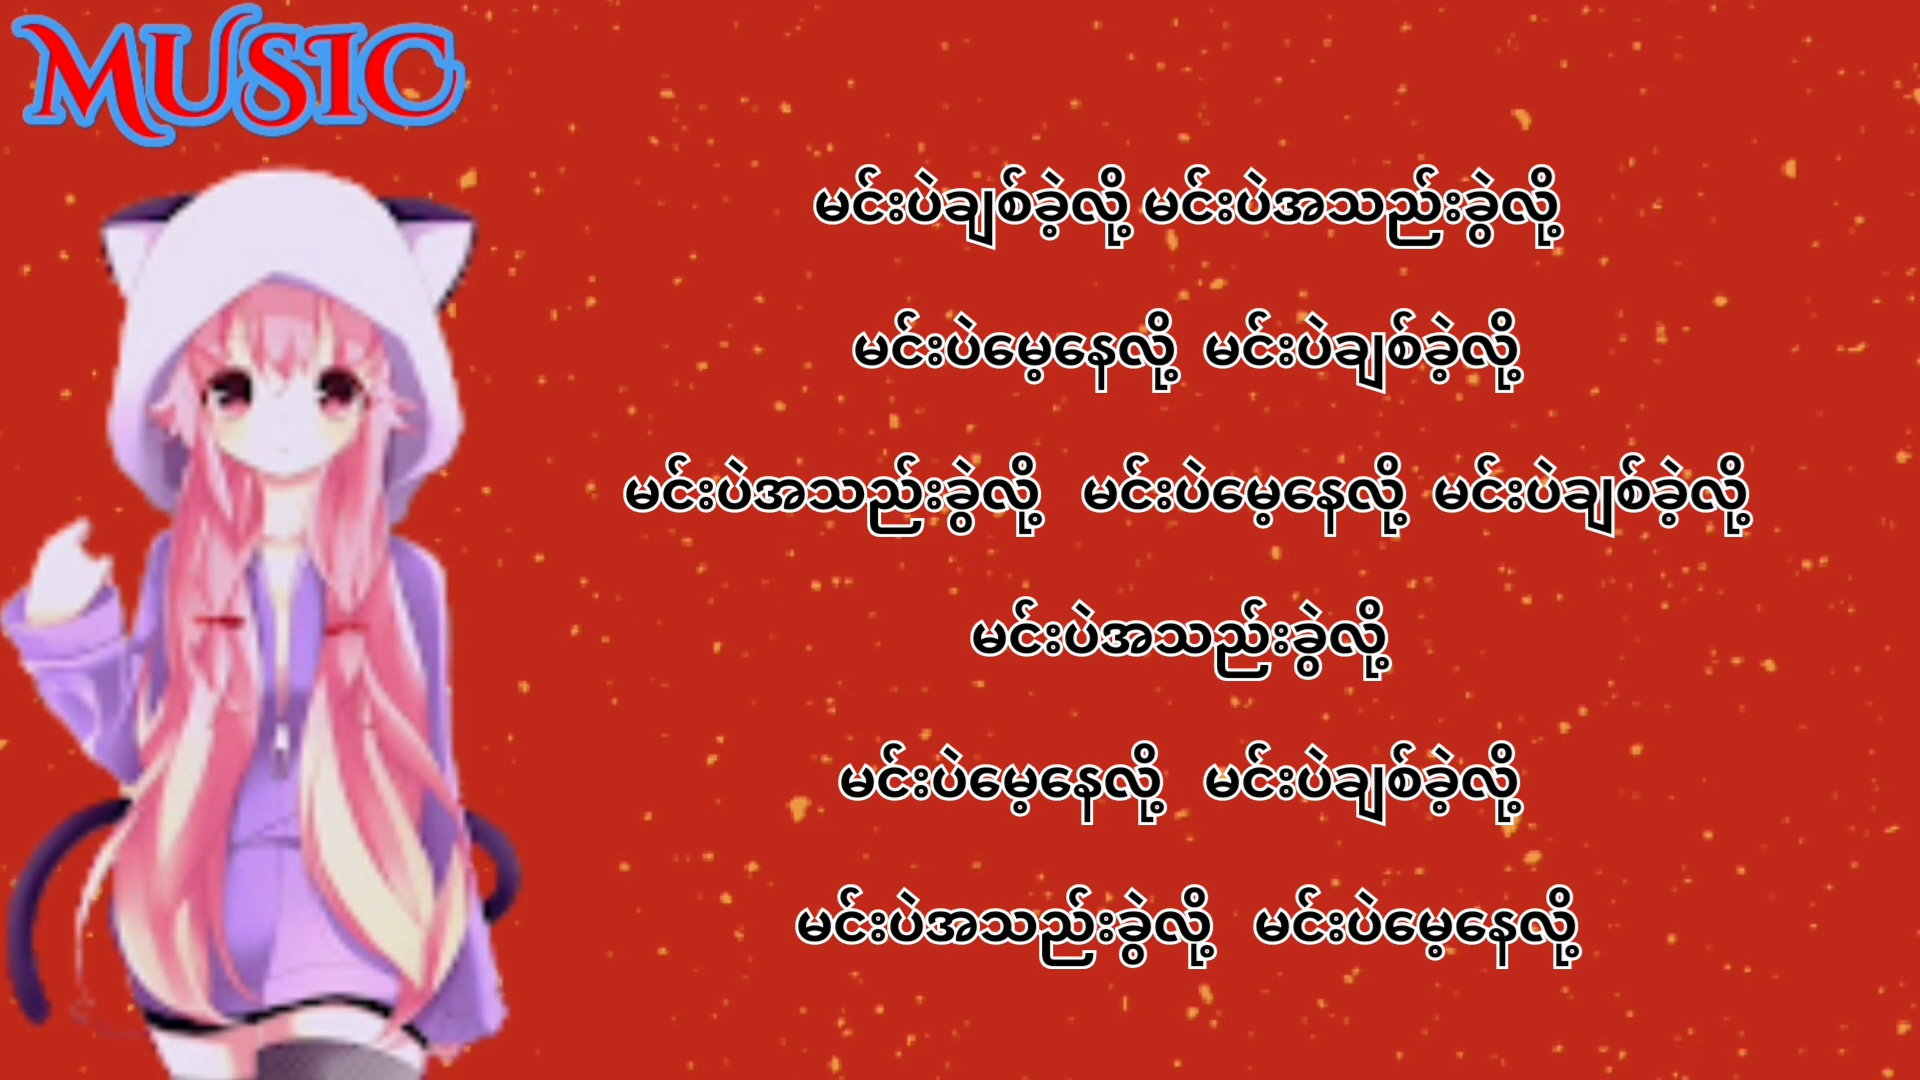 MUSIC
မင်းပဲချစ်ခဲ့လို့ မင်းပဲအသည်းခွဲလို့
မင်းပဲမေ့နေလို့ မင်းပဲချစ်ခဲ့လို့
မင်းပဲအသည်းခွဲလို့ မင်းပဲမေ့နေလို့ မင်းပဲချစ်ခဲ့လို့
မင်းပဲအသည်းခွဲလို့
မင်းပဲမေ့နေလို့ မင်းပဲချစ်ခဲ့လို့
မင်းပဲအသည်းခွဲလို့ မင်းပဲမေ့နေလို့